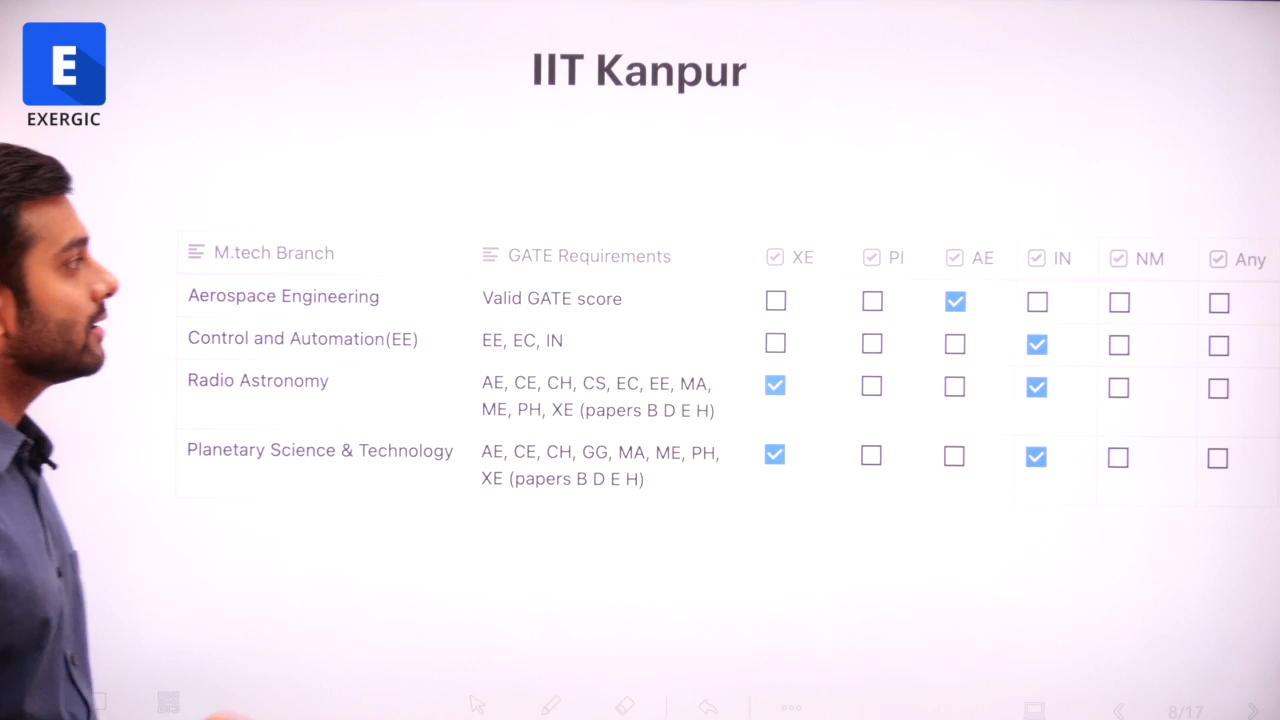 E
EXERGIC
IIT Kanpur
M.tech Branch GATE Requirements XE PI AE IN NM Any
Aerospace Engineering Valid GATE score
Control and Automation(EE) EE, EC, IN
Radio Astronomy AE, CE, CH, CS, EC, EE, MA,
ME, PH, XE (papers B D E H)
Planetary Science & Technology AE, CE, CH, GG, MA, ME, PH,
XE (papers B D E H)
8/17